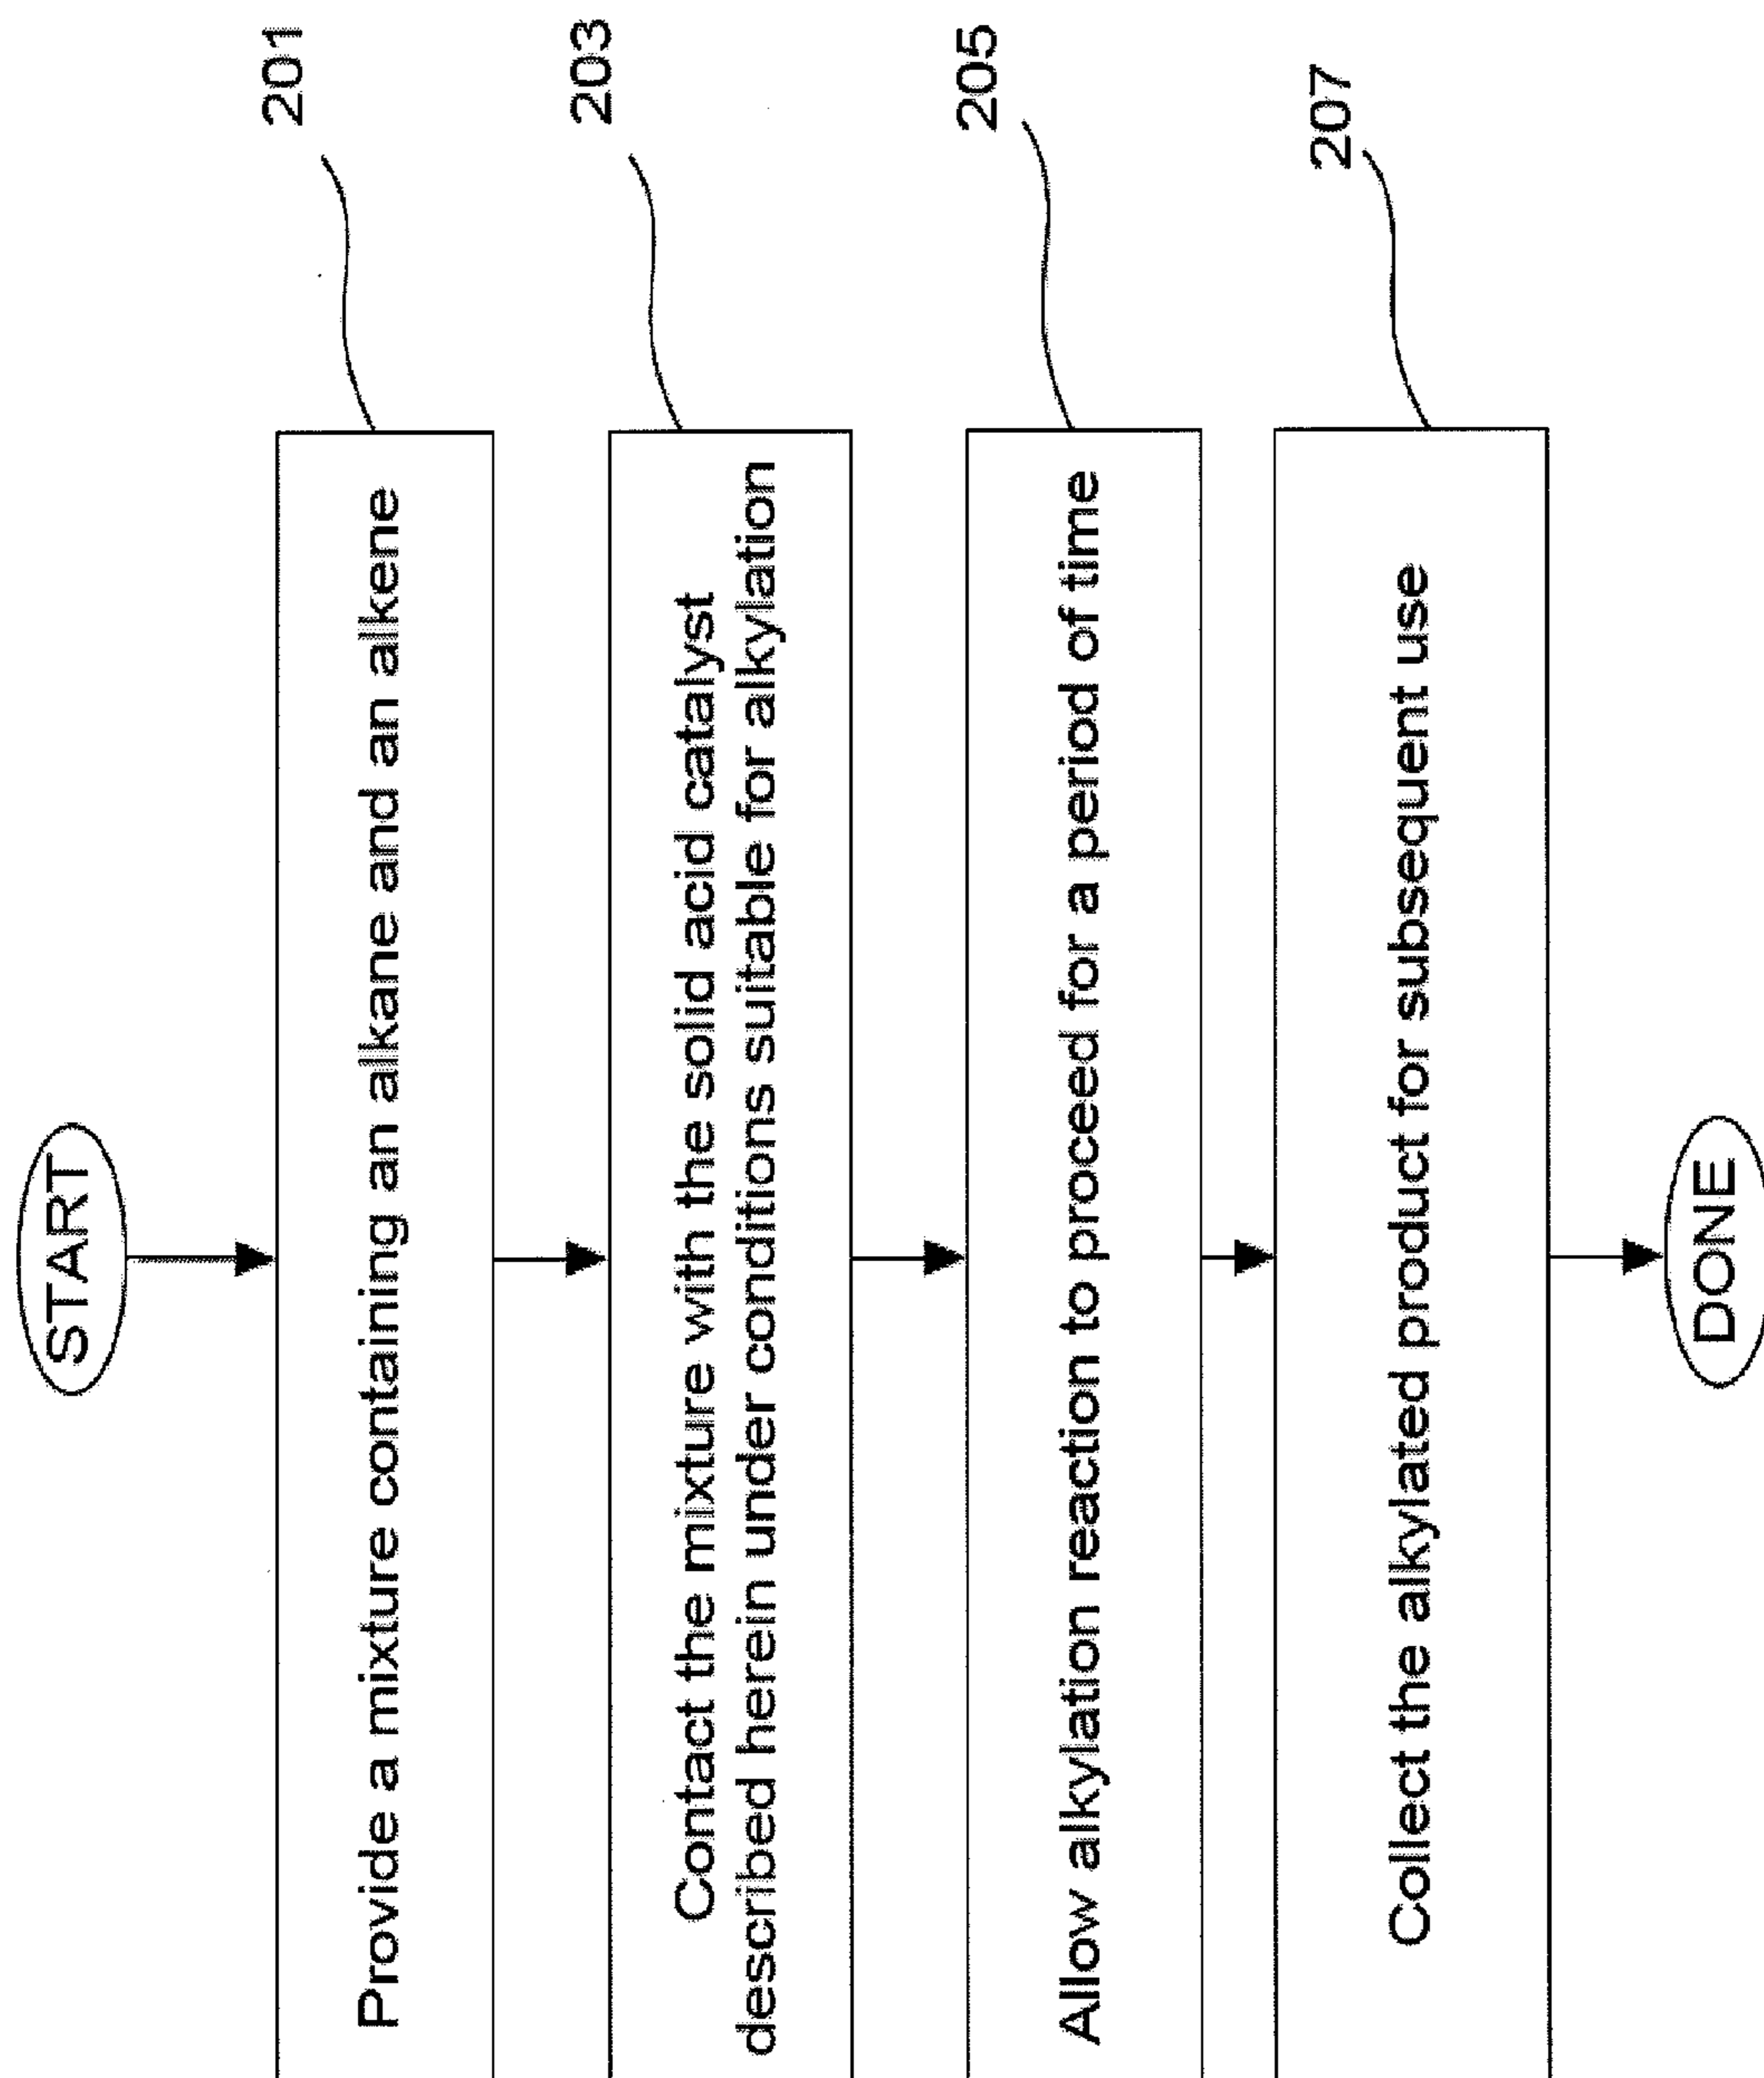 START
Provide a mixture containing an alkane and an alkene
201
Contact the mixture with the solid acid catalyst
described herein under conditions suitable for alkylation
203
Allow alkylation reaction to proceed for a period of time
205
Collect the alkylated product for subsequent use
207
DONE